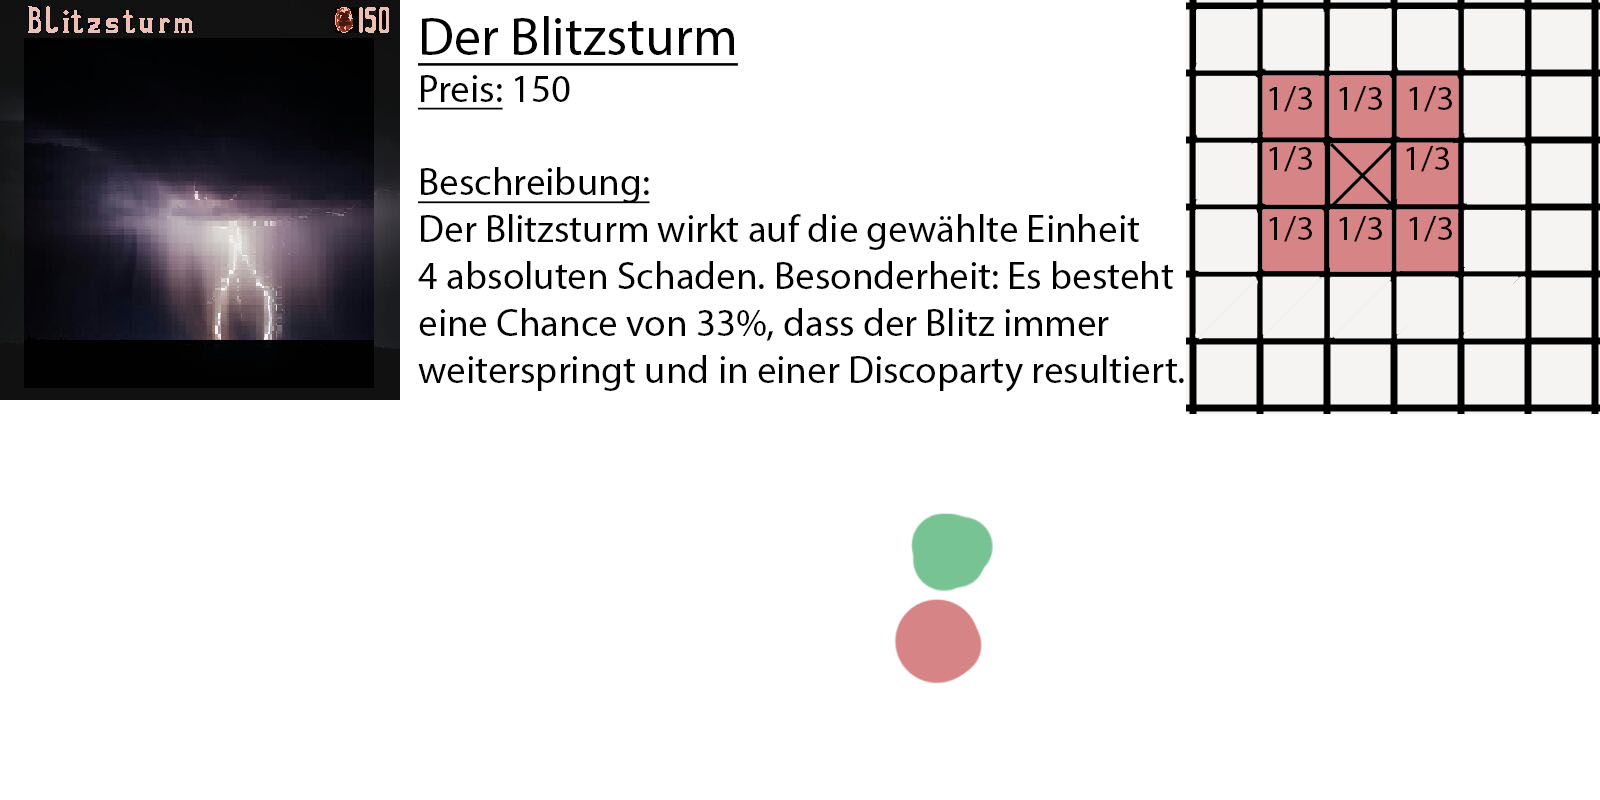 Blitzsturm 150
Der Blitzsturm
Preis: 150
Beschreibung:
Der Blitzsturm wirkt auf die gewählte Einheit
4 absoluten Schaden. Besonderheit: Es besteht
eine Chance von 33%, dass der Blitz immer
weiterspringt und in einer Discoparty resultiert.
1/3 1/3 1/3
1/3 1/3
1/3 1/3 1/3